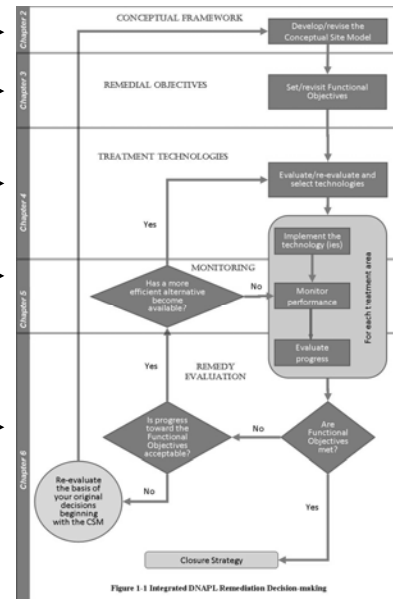 Chapter 2
CONCEPTUAL FRAMEWORK
Develop/revise the
Conceptual Site Model
Chapter 3
REMEDIAL OBJECTIVES
Set/revisit Functional
Objectives
Chapter 4
TREATMENT TECHNOLOGIES
Evaluate/re-evaluate and
select technologies
Yes
Implement the
technology (ies)
For each treatment area
Chapter 5
MONITORING
Has a more
efficient alternative
become
available?
No
Monitor
performance
Evaluate
progress
Chapter 6
Yes
REMEDY
EVALUATION
Is progress
toward the
Functional
Objectives
acceptable?
No
Are
Functional
Objectives
met?
Re-evaluate
the basis of
your original
decisions
beginning
with the CSM
No
Yes
Closure Strategy
Figure 1-1 Integrated DNAPL Remediation Decision-making